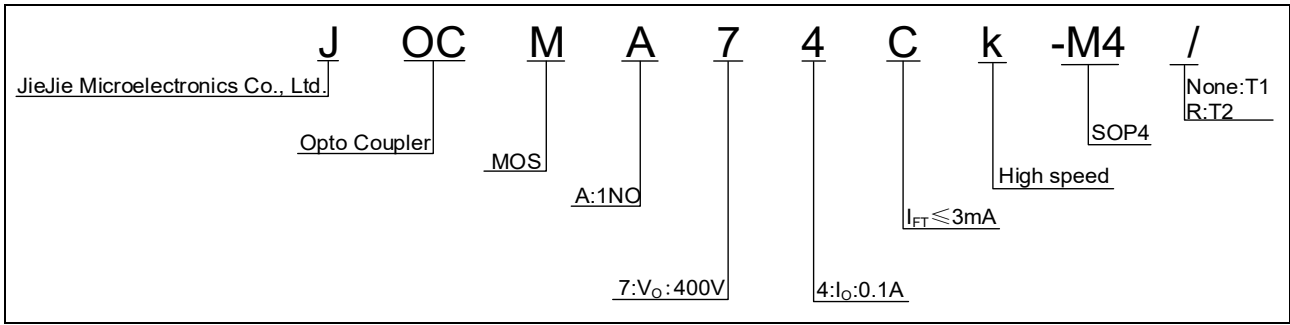 J OC M A 7 4 C k -M4 /
JieJie Microelectronics Co., Ltd.
None:T1
R:T2
Opto Coupler
SOP4
MOS
High speed
A:1NO
IFT≤3mA
7:VO:400V
4:IO:0.1A